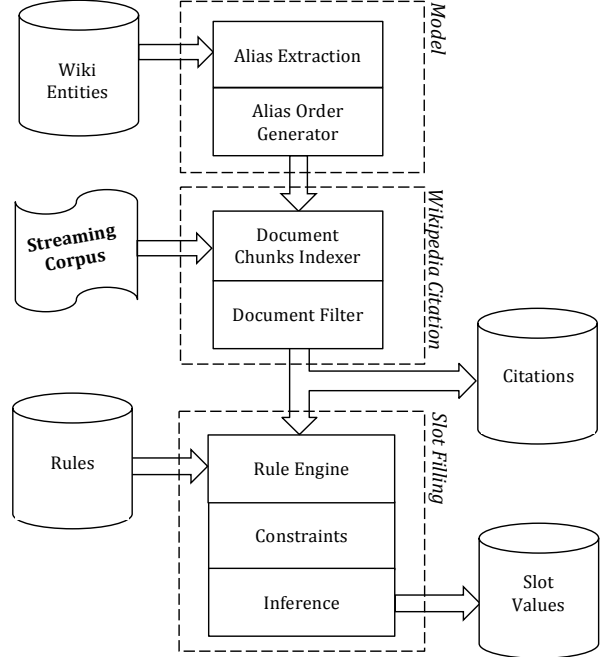 Model
Alias Extraction
Wiki
Entities
Alias Order
Generator
Wikipedia Citation
Streaming
Corpus
Document
Chunks Indexer
Document Filter
Citations
Slot Filling
Rules
Rule Engine
Constraints
Inference
Slot
Values